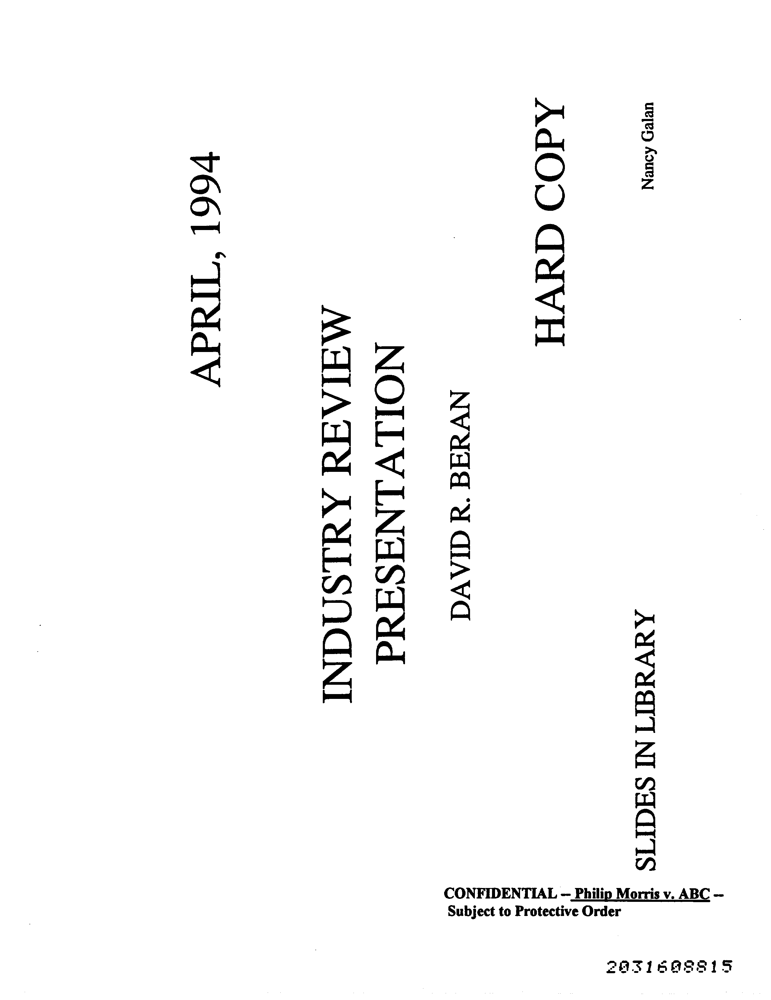 APRIL, 1994
INDUSTRY REVIEW
PRESENTATION
DAVID R. BERAN
HARD COPY
SLIDES IN LIBRARY
Nancy Galan
CONFIDENTIAL -- Philip Morris v. ABC --
Subject to Protective Order
2031608815